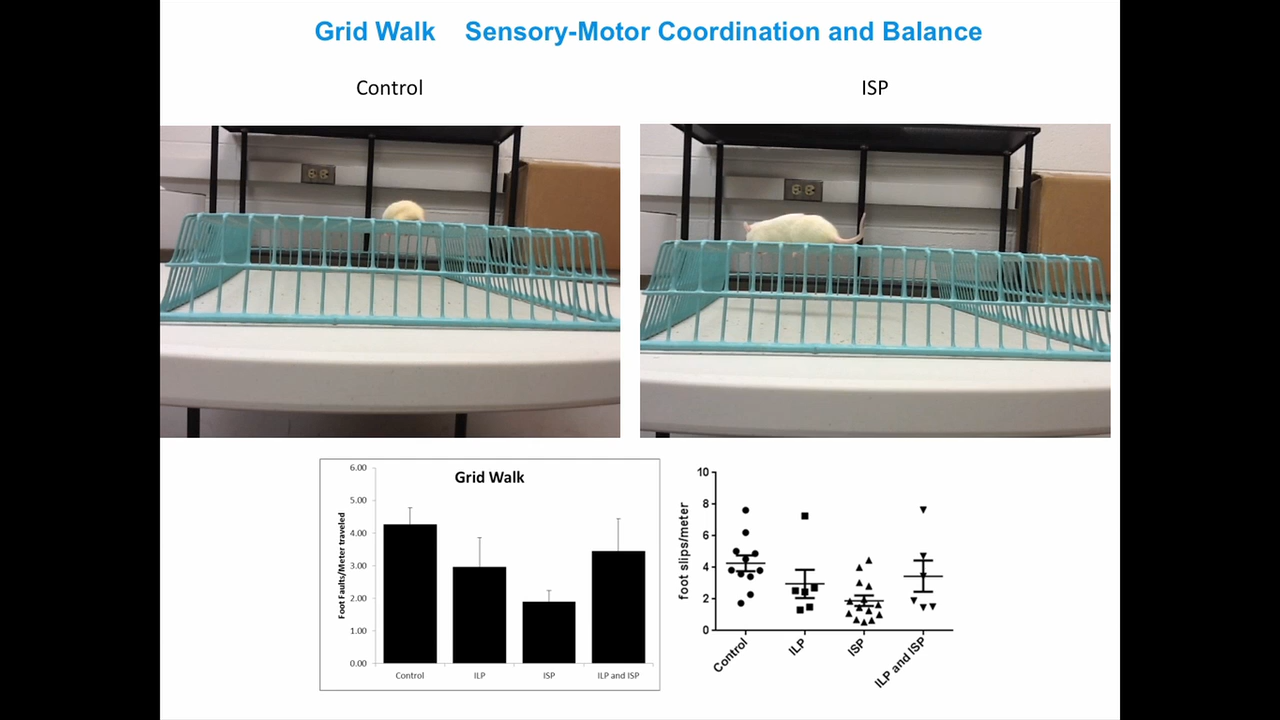 Grid Walk Sensory-Motor Coordination and Balance
Control
ISP
Grid Walk
Foot Faults/Meter traveled
6.00
5.00
4.00
3.00
2.00
1.00
0.00
Control
ILP
ISP
ILP and ISP
foot slips/meter
10
8
6
4
2
0
Control
ILP
ISP
ILP and ISP